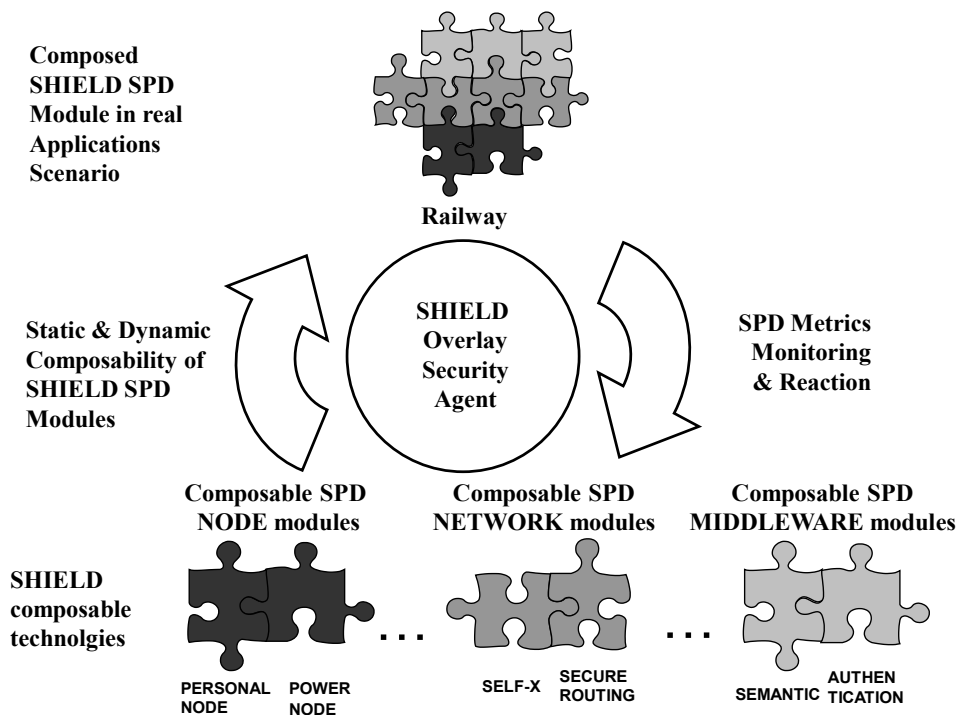 Composed
SHIELD SPD
Module in real
Applications
Scenario
Railway
Static & Dynamic
Composability of
SHIELD SPD
Modules
SHIELD
Overlay
Security
Agent
SPD Metrics
Monitoring
& Reaction
Composable SPD
NODE modules
Composable SPD
NETWORK modules
Composable SPD
MIDDLEWARE modules
SHIELD
composable
technolgies
...
...
PERSONAL
NODE
POWER
NODE
SELF-X
SECURE
ROUTING
SEMANTIC
AUTHEN
TICATION